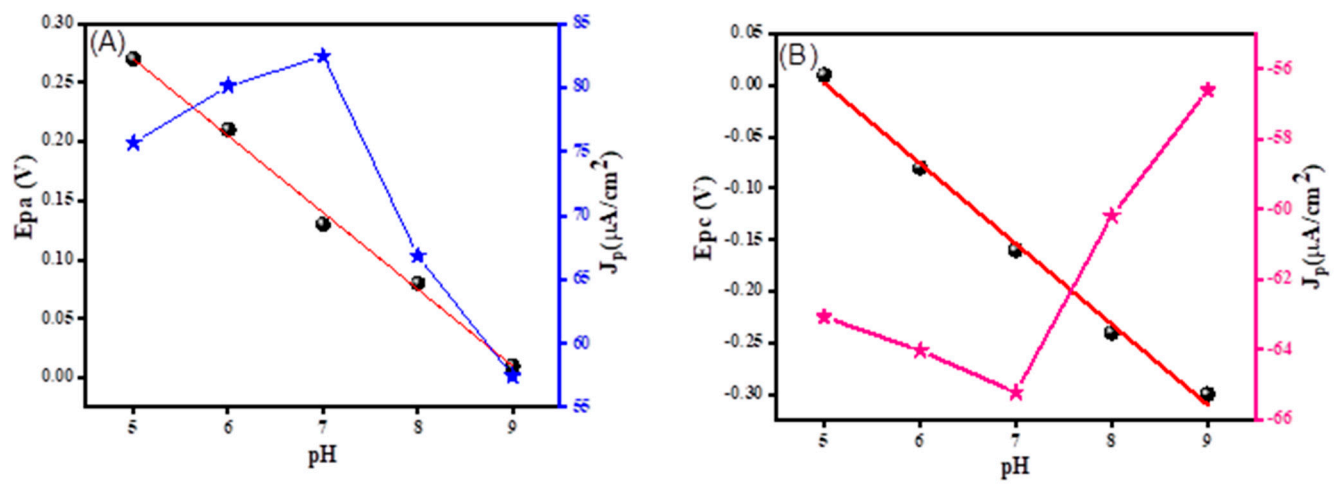 (A)
0.30
0.25
0.20
0.15
0.10
0.05
0.00
Epa (V)
5 6 7 8 9
pH
85
80
75
70
65
60
55
Jp(μA/cm2)
(B)
0.05
0.00
-0.05
-0.10
-0.15
-0.20
-0.25
-0.30
Epc (V)
5 6 7 8 9
pH
-56
-58
-60
-62
-64
-66
Jp(μA/cm2)